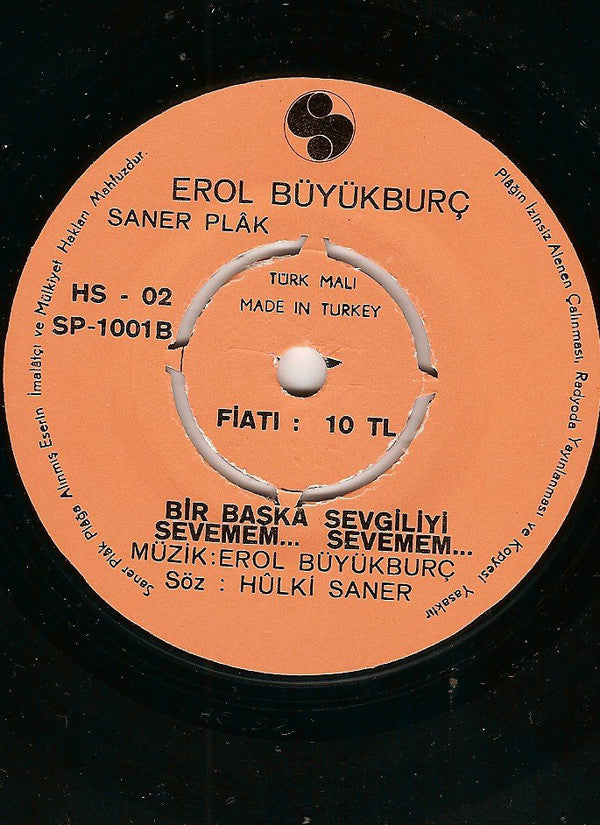 EROL BÜYÜKBURÇ
SANER PLÂK
TÜRK MALI
MADE IN TURKEY
HS - 02
SP-1001B
FİATI : 10 TL
BİR BAŞKA SEVGİLİYİ
SEVEMEM... SEVEMEM...
MÜZİK:EROL BÜYÜKBURÇ
Söz : HÛLKİ SANER
Saner Plâk Plâğa Alınmış Eserin İmalâtçı ve Mülkiyet Hakları Mahfuzdur.
Plâğın İzinsiz Alenen Çalınması, Radyoda Yayınlanması ve Kopyesi Yasaktır